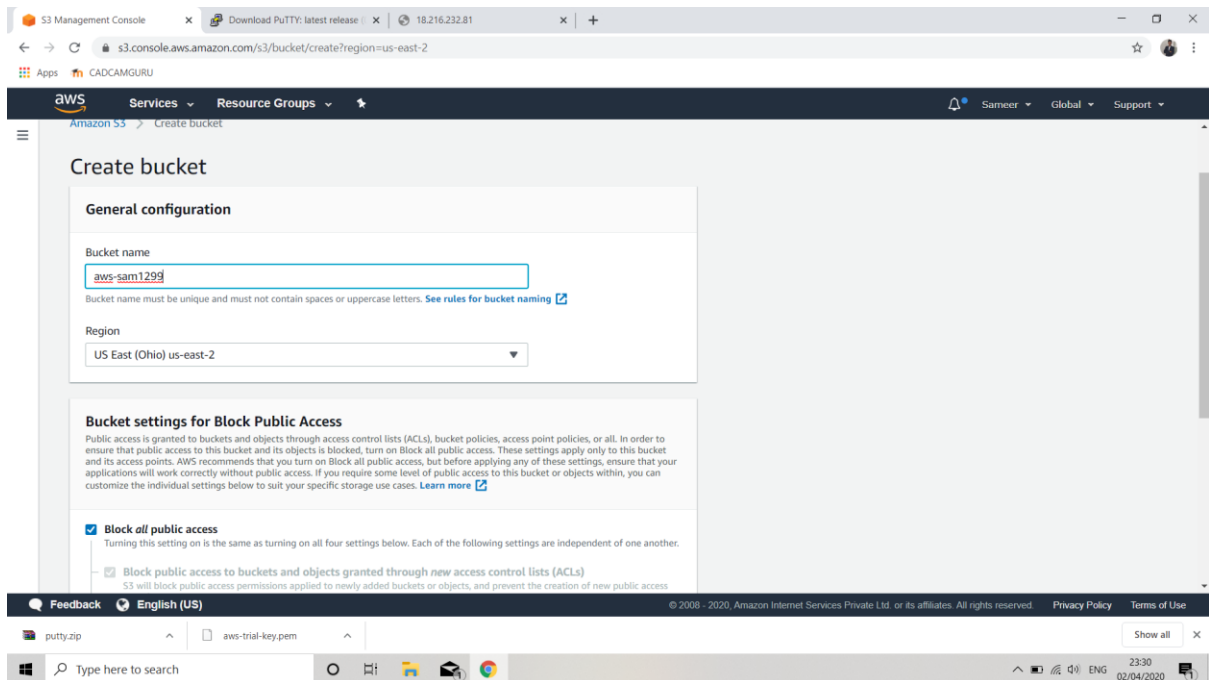 S3 Management Console
Download PuTTY: latest release
18.216.232.81
s3.console.aws.amazon.com/s3/bucket/create?region=us-east-2
Apps CADCAMGURU
aws Services Resource Groups Sameer Global Support
Amazon S3 > Create bucket
Create bucket
General configuration
Bucket name
aws-sam1299
Bucket name must be unique and must not contain spaces or uppercase letters. See rules for bucket naming
Region
US East (Ohio) us-east-2
Bucket settings for Block Public Access
Public access is granted to buckets and objects through access control lists (ACLs), bucket policies, access point policies, or all. In order to
ensure that public access to this bucket and its objects is blocked, turn on Block all public access. These settings apply only to this bucket
and its access points. AWS recommends that you turn on Block all public access, but before applying any of these settings, ensure that your
applications will work correctly without public access. If you require some level of public access to this bucket or objects within, you can
customize the individual settings below to suit your specific storage use cases. Learn more
Block all public access
Turning this setting on is the same as turning on all four settings below. Each of the following settings are independent of one another.
Block public access to buckets and objects granted through new access control lists (ACLs)
S3 will block public access permissions applied to newly added buckets or objects, and prevent the creation of new public access
Feedback English (US) © 2008 - 2020, Amazon Internet Services Private Ltd. or its affiliates. All rights reserved. Privacy Policy Terms of Use
putty.zip aws-trial-key.pem Show all
Type here to search ENG 23:30
02/04/2020